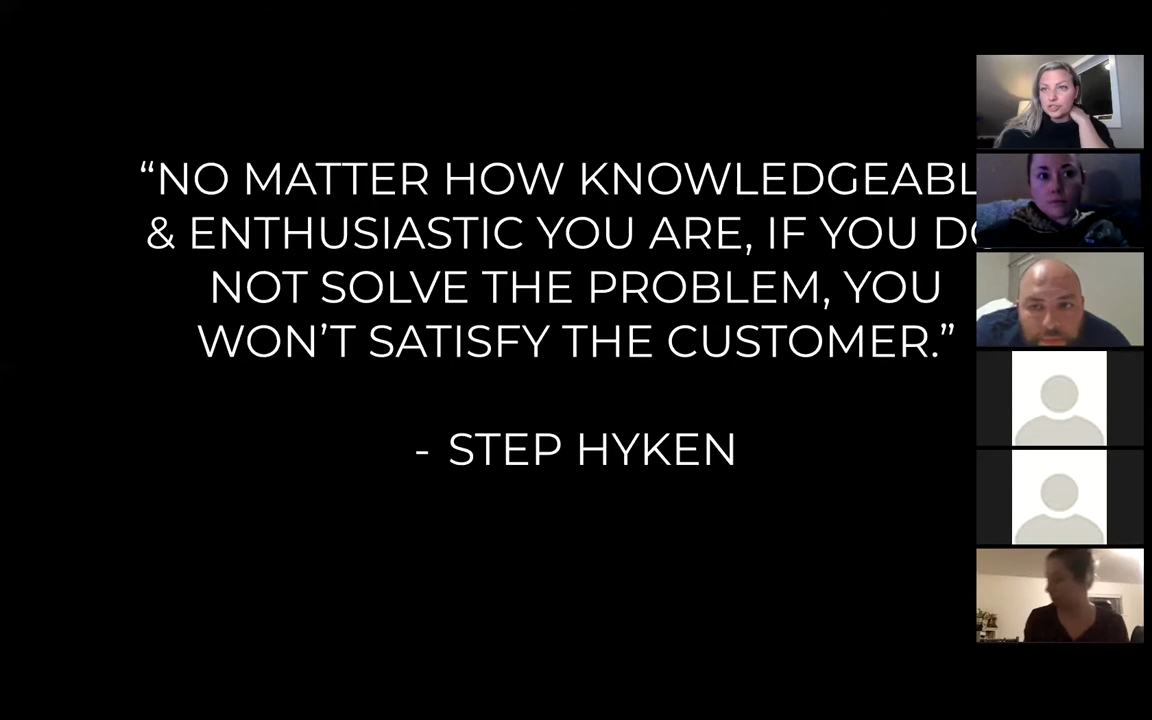 “NO MATTER HOW KNOWLEDGEABL
& ENTHUSIASTIC YOU ARE, IF YOU DO
NOT SOLVE THE PROBLEM, YOU
WON’T SATISFY THE CUSTOMER.”
- STEP HYKEN